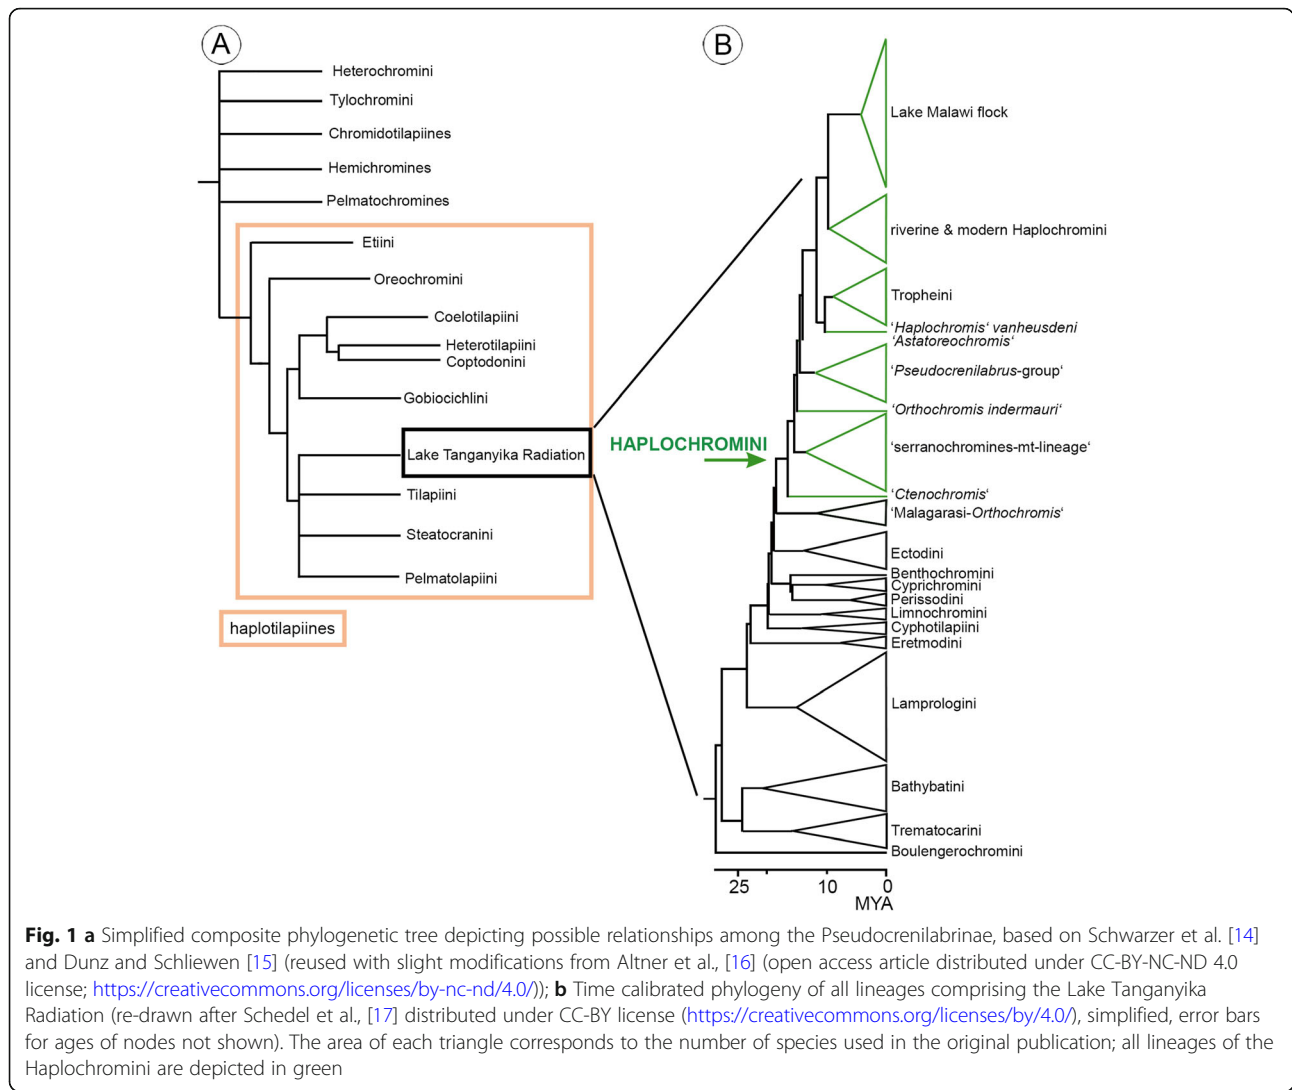 A
Heterochromini
Tylochromini
Chromidotilapiines
Hemichromines
Pelmatochromines
Etiini
Oreochromini
Coelotilapiini
Heterotilapiini
Coptodonini
Gobiocichlini
Lake Tanganyika Radiation
Tilapiini
Steatocranini
Pelmatolapiini
haplotilapiines
B
Lake Malawi flock
riverine & modern Haplochromini
Tropheini
'Haplochromis' vanheusdeni
'Astatoreochromis'
'Pseudocrenilabrus-group'
'Orthochromis indermauri'
HAPLOCHROMINI
'serranochromines-mt-lineage'
'Ctenochromis'
'Malagarasi-Orthochromis'
Ectodini
Benthochromini
Cyprichromini
Perissodini
Limnochromini
Cyphotilapiini
Eretmodini
Lamprologini
Bathybatini
Trematocarini
Boulengerochromini
25 10 0
MYA
Fig. 1 a Simplified composite phylogenetic tree depicting possible relationships among the Pseudocrenilabrinae, based on Schwarzer et al. [14]
and Dunz and Schliewen [15] (reused with slight modifications from Altner et al., [16] (open access article distributed under CC-BY-NC-ND 4.0
license; https://creativecommons.org/licenses/by-nc-nd/4.0/)); b Time calibrated phylogeny of all lineages comprising the Lake Tanganyika
Radiation (re-drawn after Schedel et al., [17] distributed under CC-BY license (https://creativecommons.org/licenses/by/4.0/), simplified, error bars
for ages of nodes not shown). The area of each triangle corresponds to the number of species used in the original publication; all lineages of the
Haplochromini are depicted in green